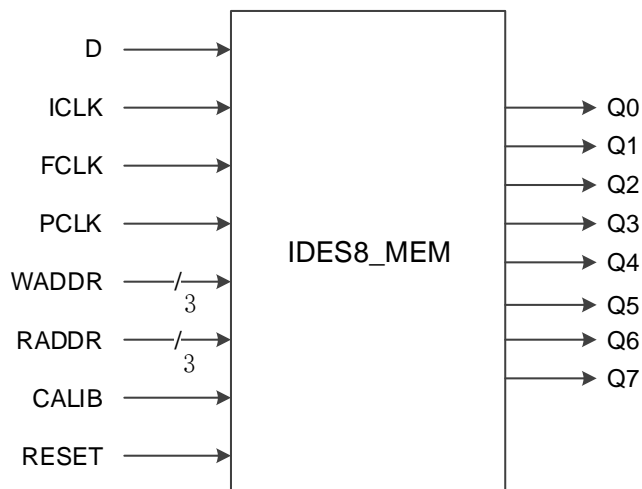 D
ICLK
FCLK
PCLK
WADDR
3
RADDR
3
CALIB
RESET
IDES8_MEM
Q0
Q1
Q2
Q3
Q4
Q5
Q6
Q7